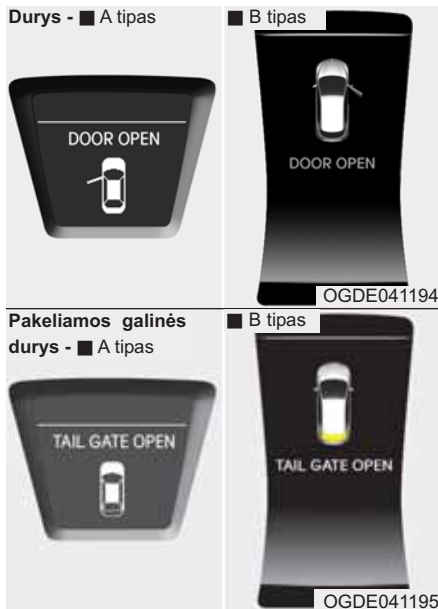 Durys - ■ A tipas
■ B tipas
DOOR OPEN
DOOR OPEN
OGDE041194
Pakeliamos galinės
durys - ■ A tipas
■ B tipas
TAIL GATE OPEN
TAIL GATE OPEN
OGDE041195